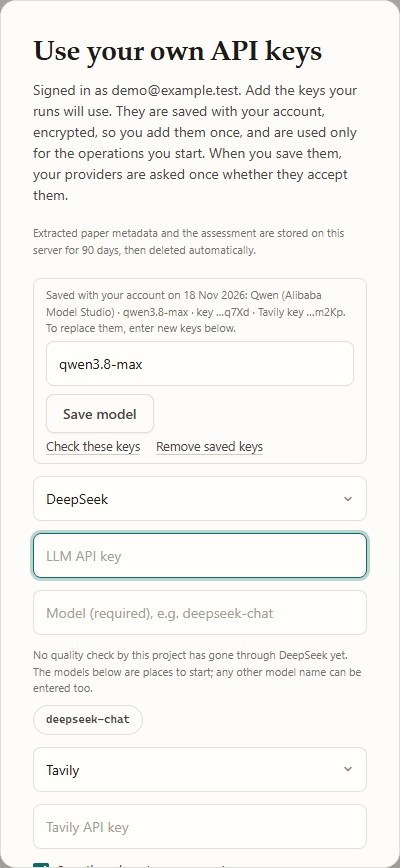 Use your own API keys
Signed in as demo@example.test. Add the keys your
runs will use. They are saved with your account,
encrypted, so you add them once, and are used only
for the operations you start. When you save them,
your providers are asked once whether they accept
them.
Extracted paper metadata and the assessment are stored on this
server for 90 days, then deleted automatically.
Saved with your account on 18 Nov 2026: Qwen (Alibaba
Model Studio) · qwen3.8-max · key …q7Xd · Tavily key …m2Kp.
To replace them, enter new keys below.
qwen3.8-max
Save model
Check these keys Remove saved keys
DeepSeek
LLM API key
Model (required), e.g. deepseek-chat
No quality check by this project has gone through DeepSeek yet.
The models below are places to start; any other model name can be
entered too.
deepseek-chat
Tavily
Tavily API key